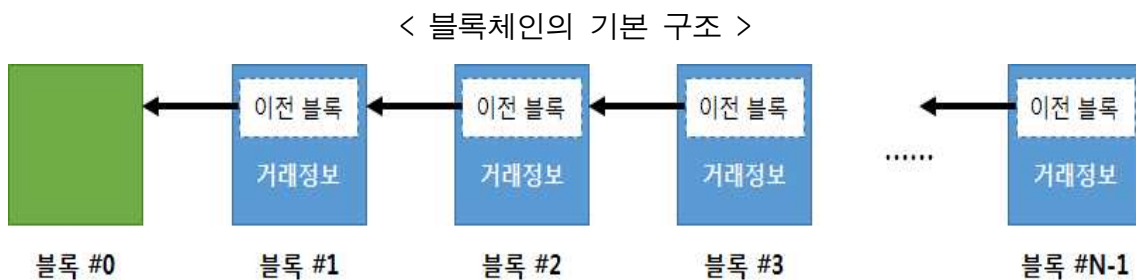 < 블록체인의 기본 구조 >
이전 블록 이전 블록 이전 블록 이전 블록
거래정보 거래정보 거래정보 ...... 거래정보
블록 #0 블록 #1 블록 #2 블록 #3 블록 #N-1